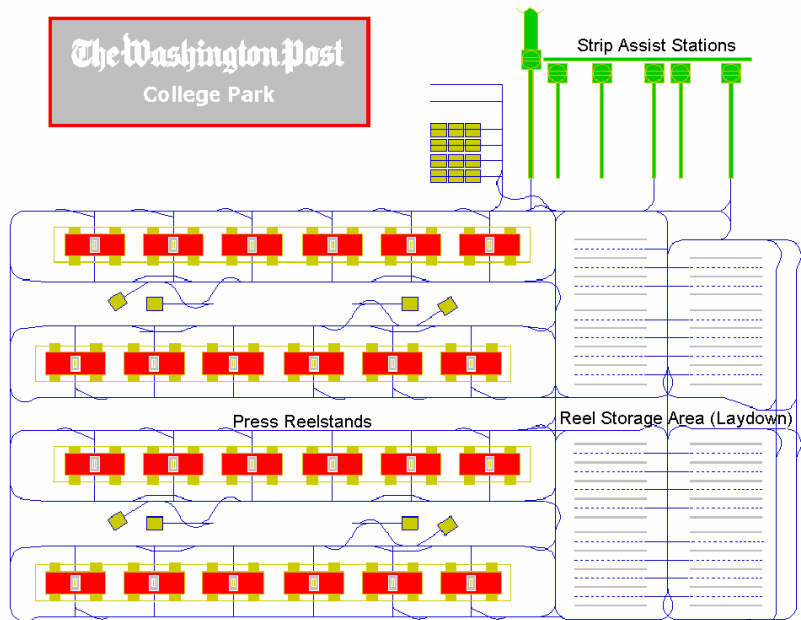 The Washington Post
College Park
Strip Assist Stations
Press Reelstands
Reel Storage Area (Laydown)